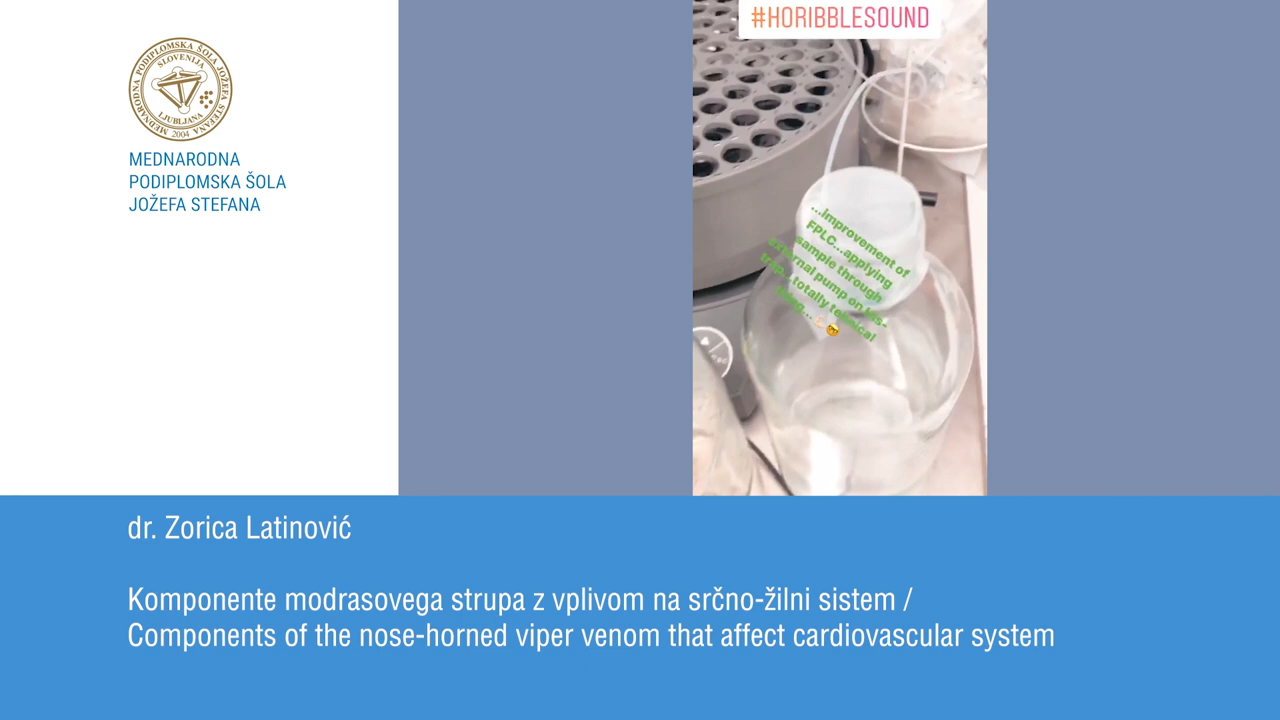 MEDNARODNA PODIPLOMSKA ŠOLA JOŽEFA STEFANA
SLOVENIJA
LJUBLJANA
2004
MEDNARODNA
PODIPLOMSKA ŠOLA
JOŽEFA STEFANA
#HORIBBLESOUND
...improvement of
FPLC...applying
sample through
external pump on his-
trap...totally tehnical
dr. Zorica Latinović
Komponente modrasovega strupa z vplivom na srčno-žilni sistem /
Components of the nose-horned viper venom that affect cardiovascular system